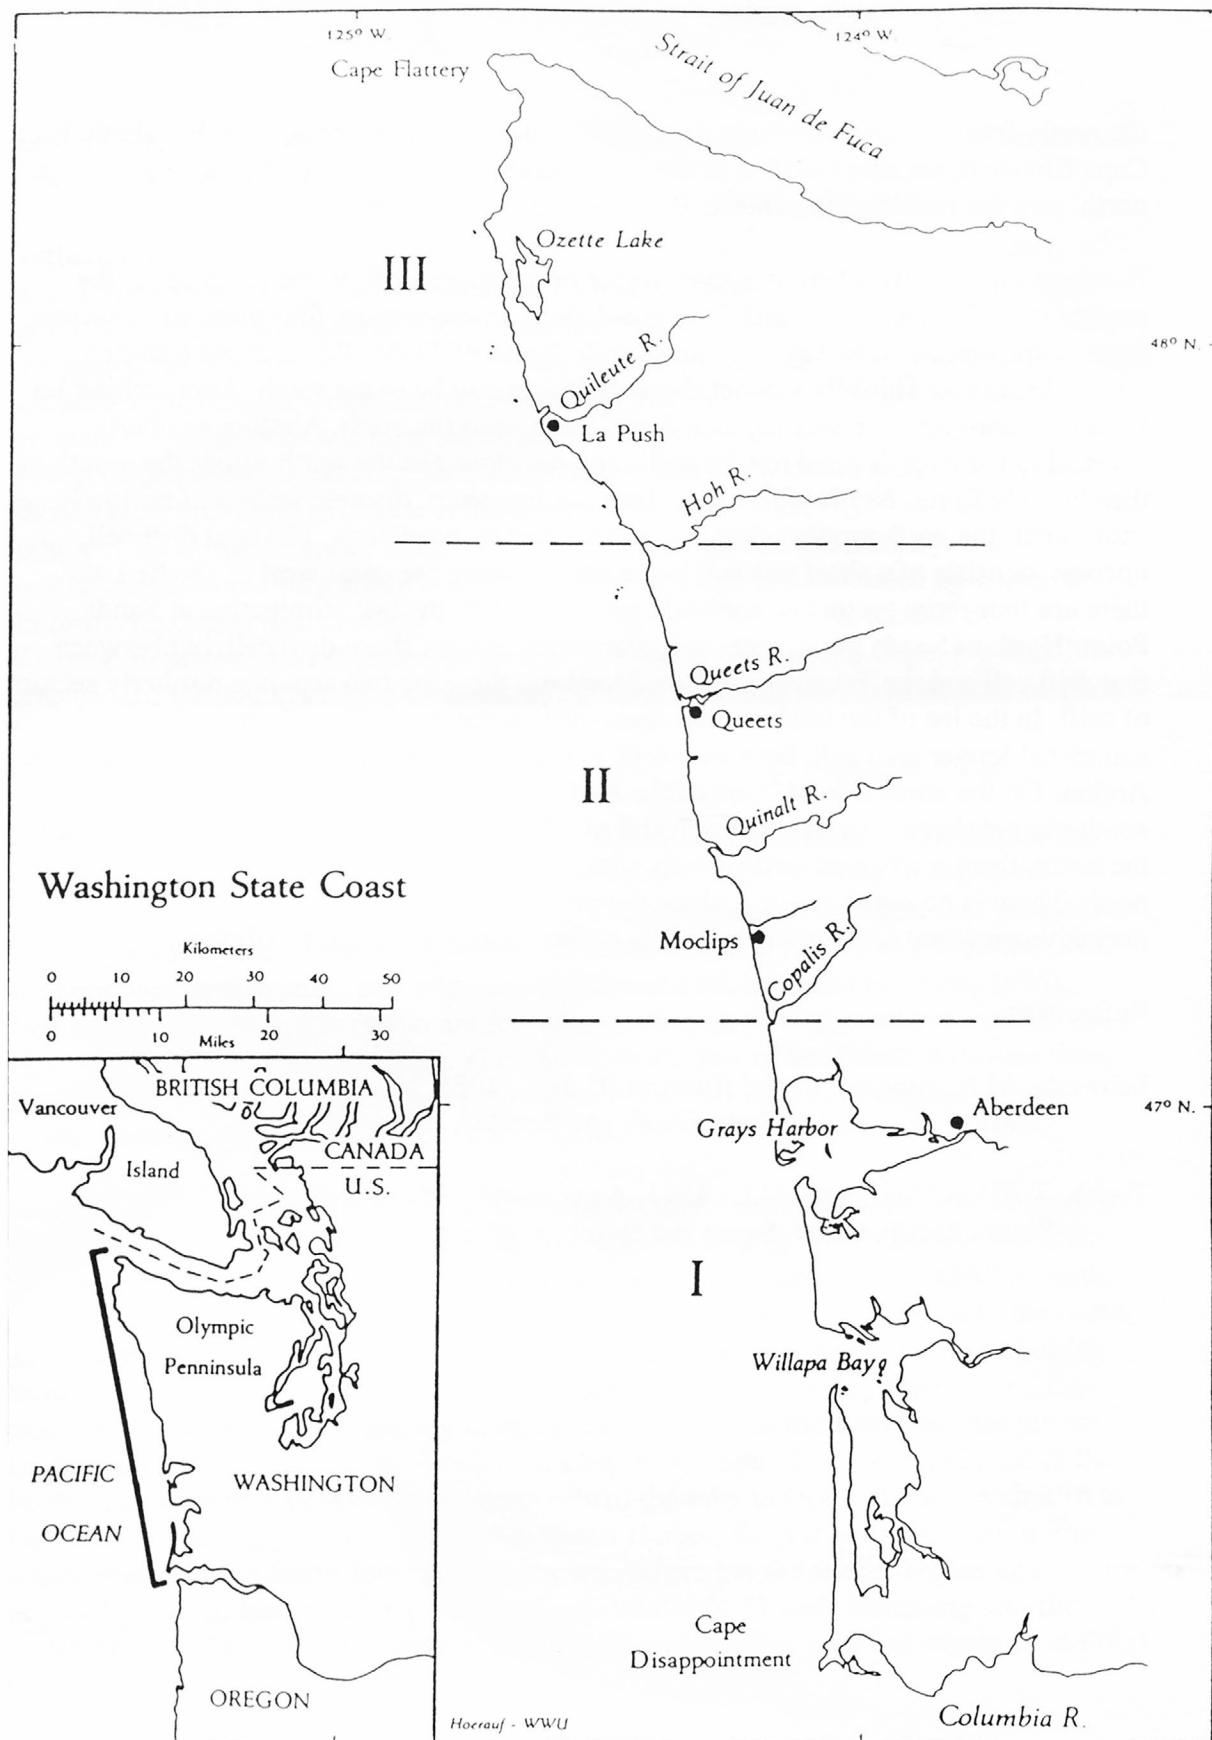 125° W.
124° W.
Cape Flattery
Strait of Juan de Fuca
Ozette Lake
III
48° N.
Quileute R.
La Push
Hoh R.
Queets R.
Queets
II
Quinalt R.
Washington State Coast
Kilometers
0 10 20 30 40 50
0 10 Miles 20 30
Moclips
Copalis R.
BRITISH COLUMBIA
Vancouver
Island
CANADA
U.S.
Aberdeen
47° N.
Grays Harbor
I
Olympic
Penninsula
Willapa Bay
PACIFIC
OCEAN
WASHINGTON
Cape
Disappointment
OREGON
Hoerauf - WWU
Columbia R.